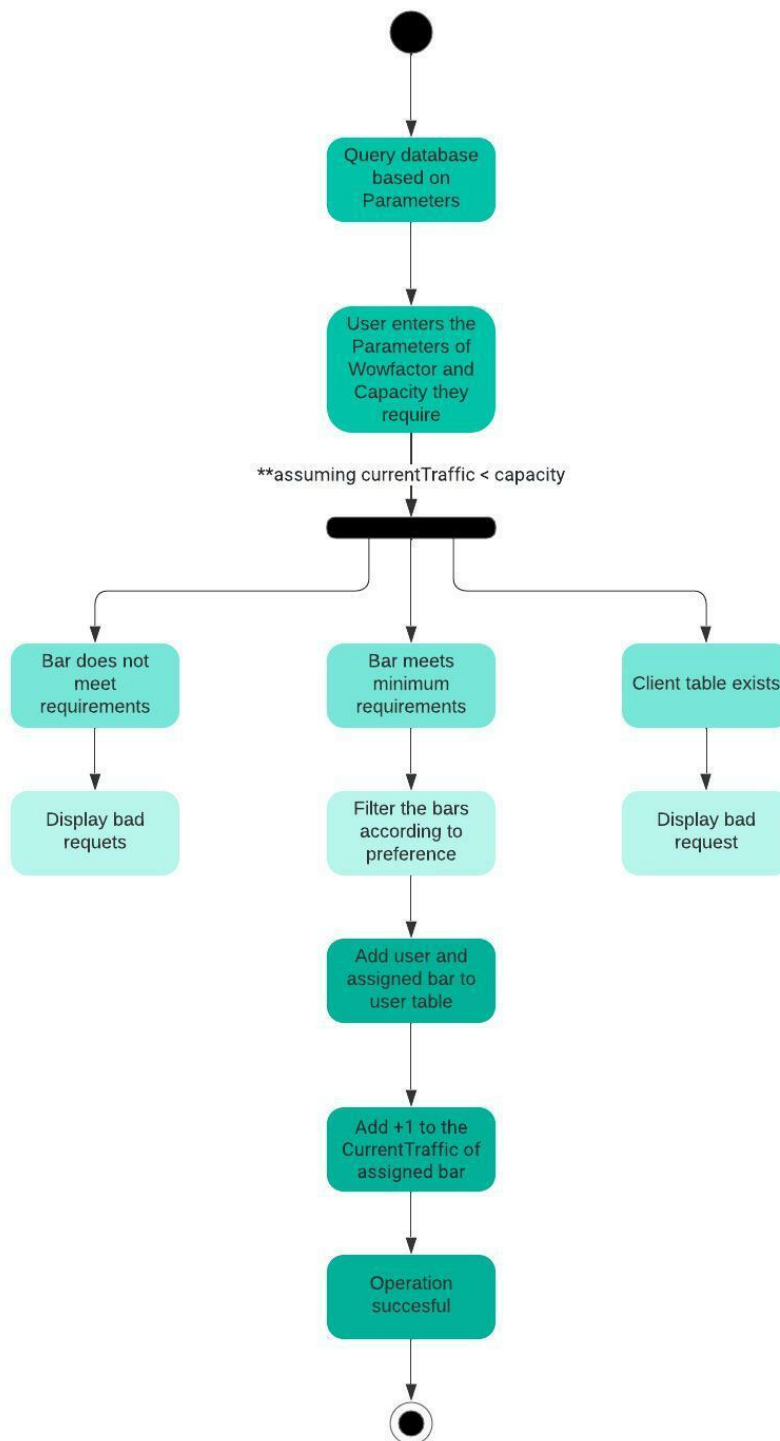 Query database
based on
Parameters
User enters the
Parameters of
Wowfactor and
Capacity they
require
**assuming currentTraffic < capacity
Bar does not
meet
requirements
Bar meets
minimum
requirements
Client table exists
Display bad
requets
Filter the bars
according to
preference
Display bad
request
Add user and
assigned bar to
user table
Add +1 to the
CurrentTraffic of
assigned bar
Operation
succesful